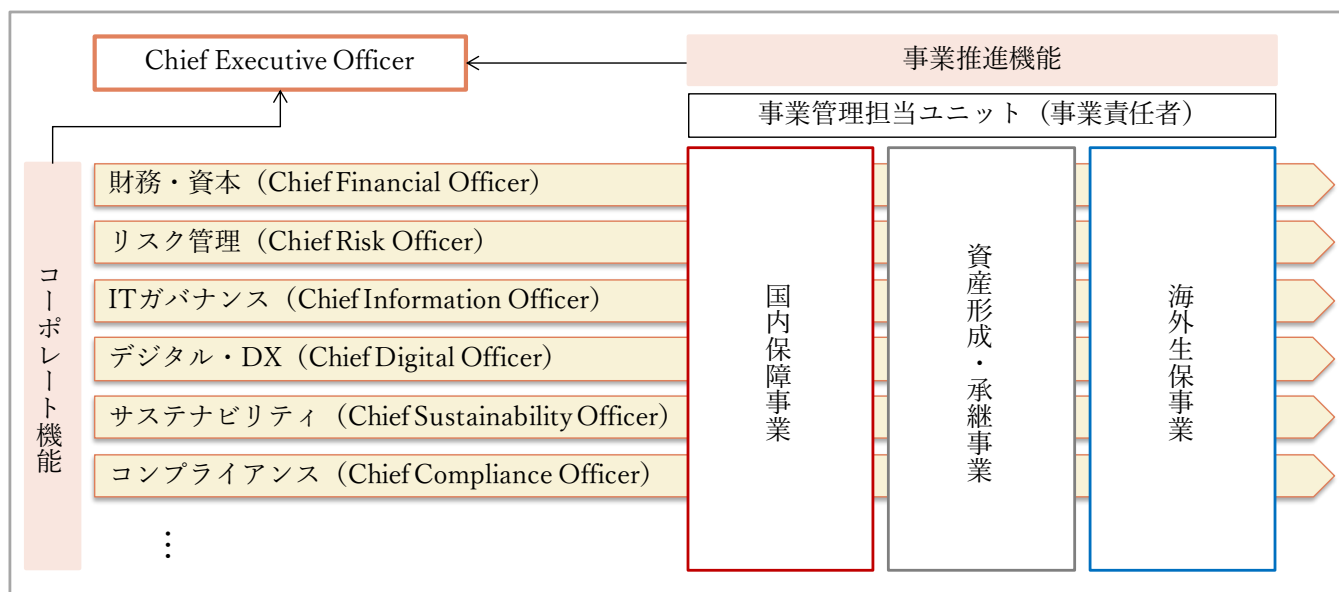 Chief Executive Officer
事業推進機能
事業管理担当ユニット（事業責任者）
コーポレート機能
財務・資本（Chief Financial Officer）
リスク管理（Chief Risk Officer）
ITガバナンス（Chief Information Officer）
デジタル・DX（Chief Digital Officer）
サステナビリティ（Chief Sustainability Officer）
コンプライアンス（Chief Compliance Officer）
⋮
国内保障事業
資産形成・承継事業
海外生保事業